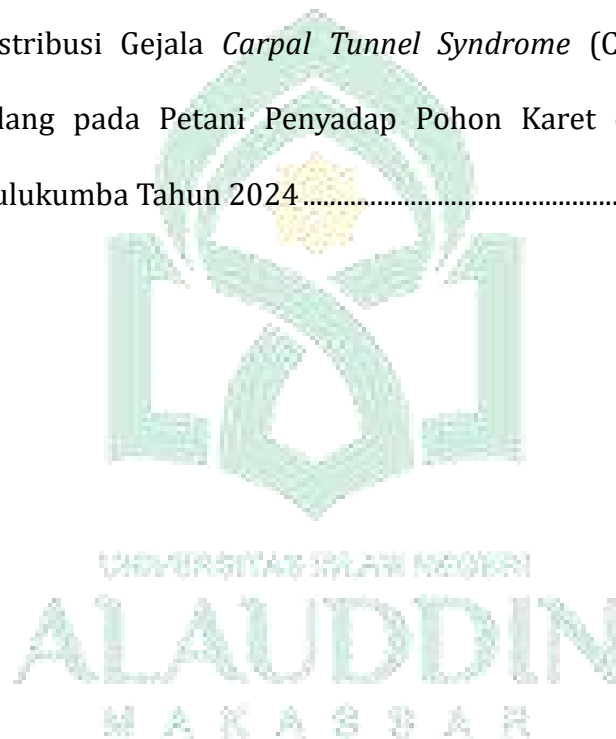 stribusi Gejala Carpal Tunnel Syndrome (C
lang pada Petani Penyadap Pohon Karet
ulukumba Tahun 2024
UNIVERSITAS ISLAM NEGERI
ALAUDDIN
MAKASSAR